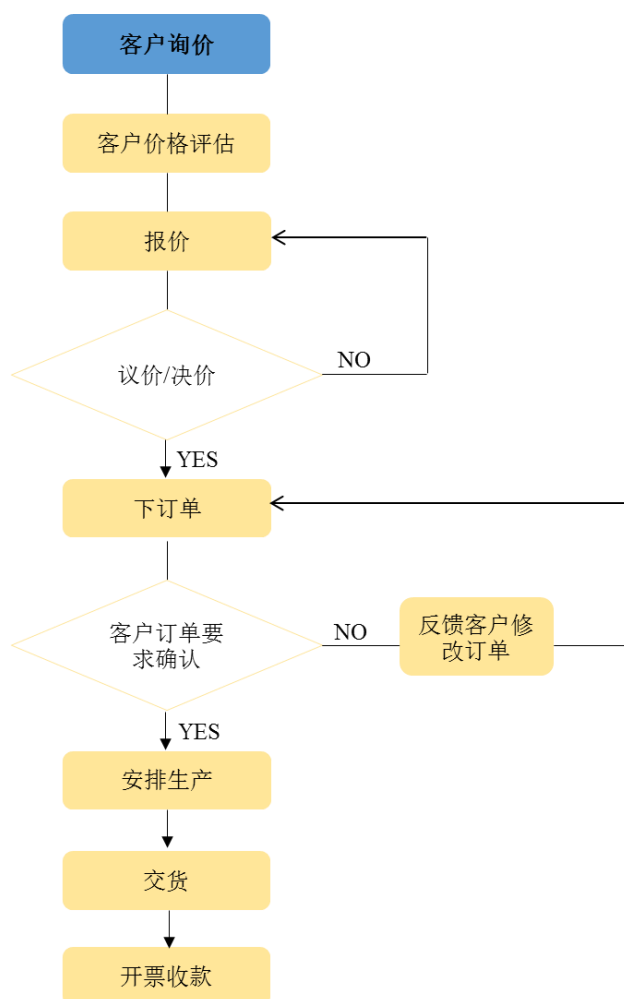 客户询价
客户价格评估
报价
议价/决价
NO
YES
下订单
客户订单要
求确认
NO
反馈客户修
改订单
YES
安排生产
交货
开票收款